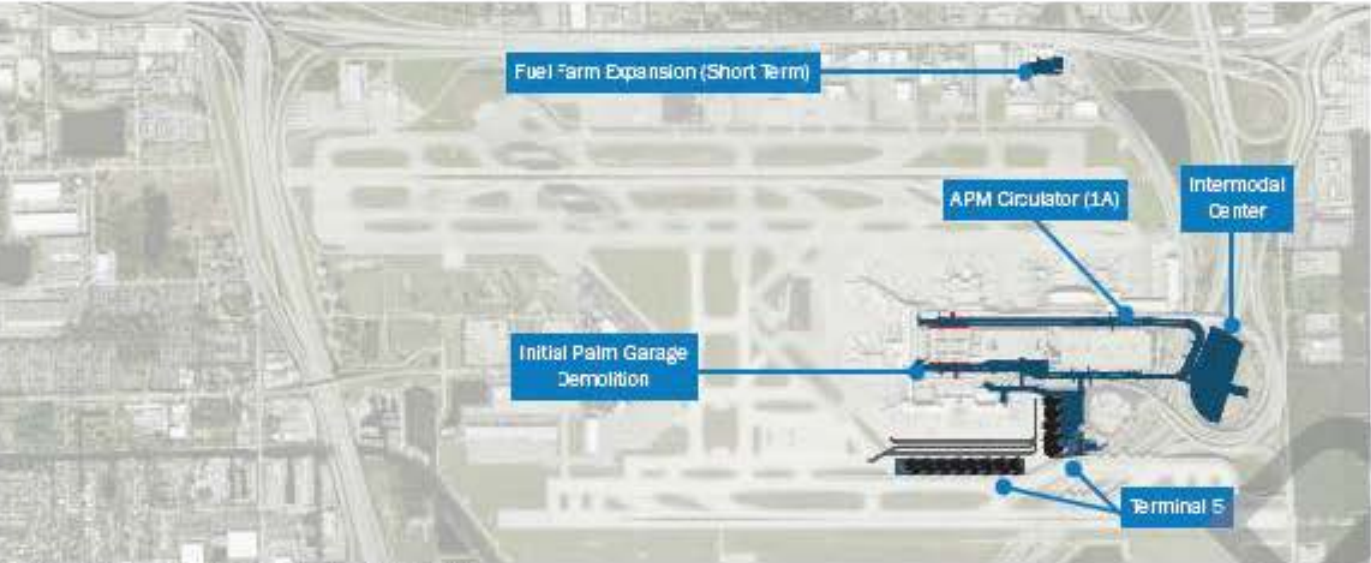 Fuel Farm Expansion (Short Term)
APM Circulator (1A)
Intermodal
Center
Initial Palm Garage
Demolition
Terminal 5